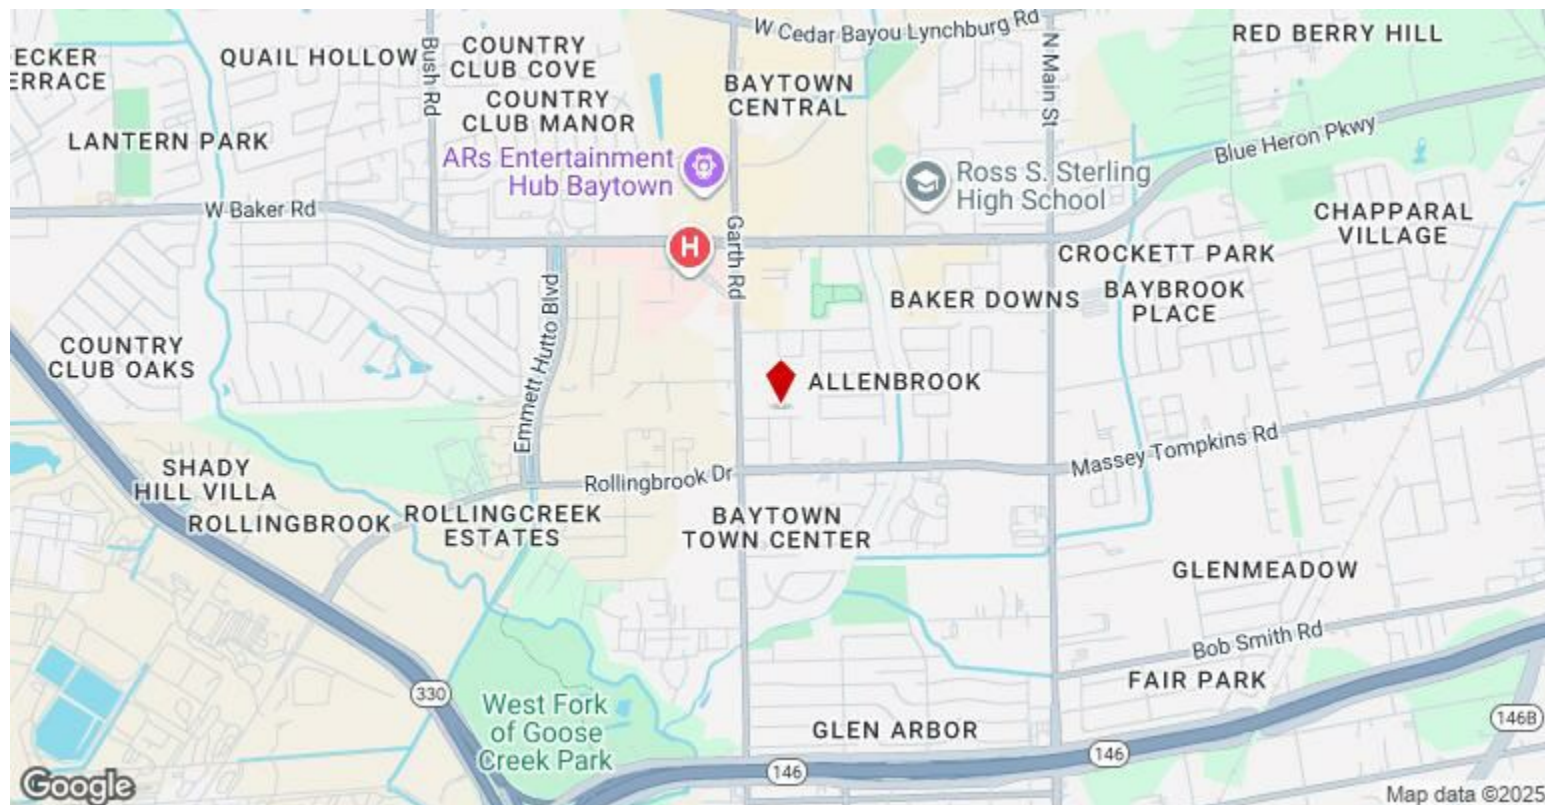 W Cedar Bayou Lynchburg Rd
RED BERRY HILL
ECKER
ERRACE
QUAIL HOLLOW
Bush Rd
COUNTRY
CLUB COVE
BAYTOWN
CENTRAL
N Main St
COUNTRY
CLUB MANOR
LANTERN PARK
Blue Heron Pkwy
ARs Entertainment
Hub Baytown
Ross S. Sterling
High School
W Baker Rd
CHAPPARAL
VILLAGE
H
Garth Rd
CROCKETT PARK
Emmett Hutto Blvd
BAKER DOWNS
BAYBROOK
PLACE
COUNTRY
CLUB OAKS
ALLENBROOK
Massey Tompkins Rd
SHADY
HILL VILLA
Rollingbrook Dr
ROLLINGBROOK
ROLLINGCREEK
ESTATES
BAYTOWN
TOWN CENTER
GLENMEADOW
Bob Smith Rd
330
FAIR PARK
West Fork
of Goose
Creek Park
GLEN ARBOR
146B
146
146
Google
Map data ©2025